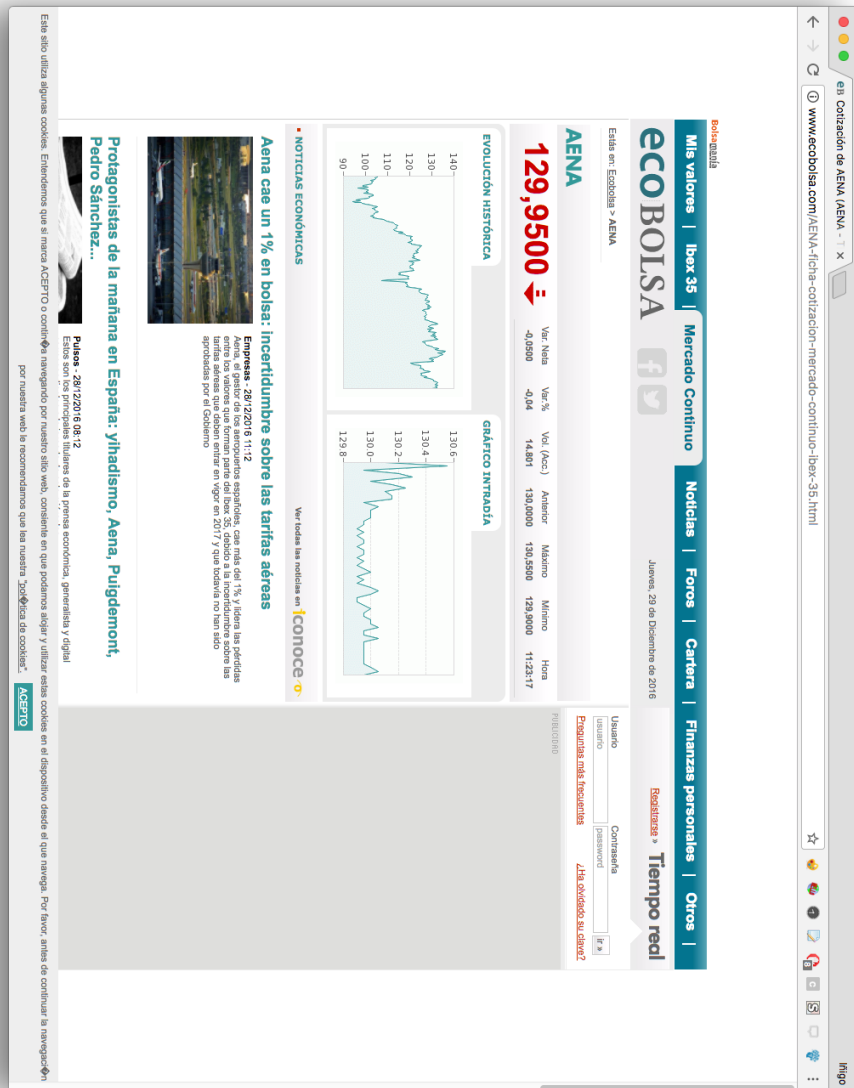 eB Cotización de AENA (AENA - T ×
Iñigo
www.ecobolsa.com/AENA-ficha-cotizacion-mercado-continuo-ibex-35.html
Bolsamanía
Mis valores | Ibex 35 | Mercado Continuo Noticias | Foros | Cartera | Finanzas personales | Otros |
ecoBOLSA
Jueves, 29 de Diciembre de 2016
Registrarse » Tiempo real
Estás en: Ecobolsa > AENA
Usuario Contraseña
usuario password ir »
Preguntas más frecuentes ¿Ha olvidado su clave?
PUBLICIDAD
AENA
129,9500
Var. Neta Var.% Vol. (Acc.) Anterior Máximo Mínimo Hora
-0,0500 -0,04 14.801 130,0000 130,5500 129,9000 11:23:17
EVOLUCIÓN HISTÓRICA
140
130
120
110
100
90
GRÁFICO INTRADÍA
130.6
130.4
130.2
130.0
129.8
NOTICIAS ECONÓMICAS
Ver todas las noticias en iconoce
Aena cae un 1% en bolsa: incertidumbre sobre las tarifas aéreas
Empresas - 28/12/2016 11:12
Aena, el gestor de los aeropuertos españoles, cae más del 1% y lidera las pérdidas
entre los valores que forman parte del Ibex 35, debido a la incertidumbre sobre las
tarifas aéreas que deben entrar en vigor en 2017 y que todavía no han sido
aprobadas por el Gobierno
Protagonistas de la mañana en España: yihadismo, Aena, Puigdemont,
Pedro Sánchez...
Pulsos - 28/12/2016 08:12
Estos son los principales titulares de la prensa económica, generalista y digital
Este sitio utiliza algunas cookies. Entendemos que si marca ACEPTO o contin�a navegando por nuestro sitio web, consiente en que podamos alojar y utilizar estas cookies en el dispositivo desde el que navega. Por favor, antes de continuar la navegaci�n
por nuestra web le recomendamos que lea nuestra "pol�tica de cookies". ACEPTO